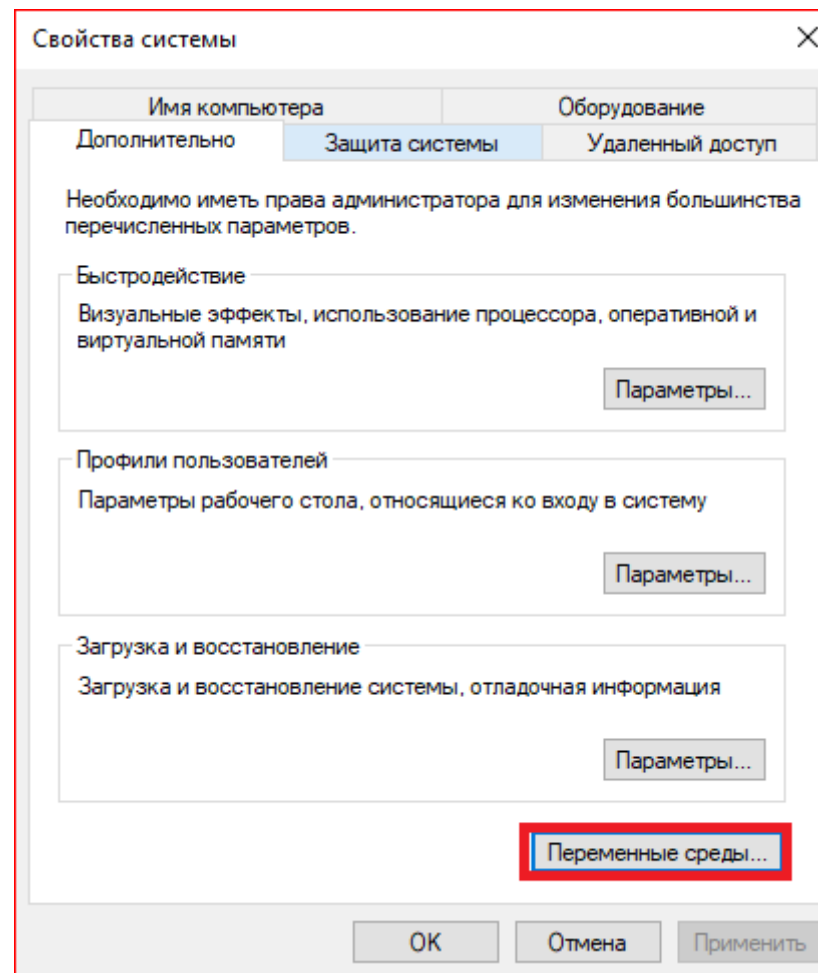 Свойства системы
Имя компьютера
Оборудование
Дополнительно
Защита системы
Удаленный доступ
Необходимо иметь права администратора для изменения большинства
перечисленных параметров.
Быстродействие
Визуальные эффекты, использование процессора, оперативной и
виртуальной памяти
Параметры...
Профили пользователей
Параметры рабочего стола, относящиеся ко входу в систему
Параметры...
Загрузка и восстановление
Загрузка и восстановление системы, отладочная информация
Параметры...
Переменные среды...
ОК
Отмена
Применить